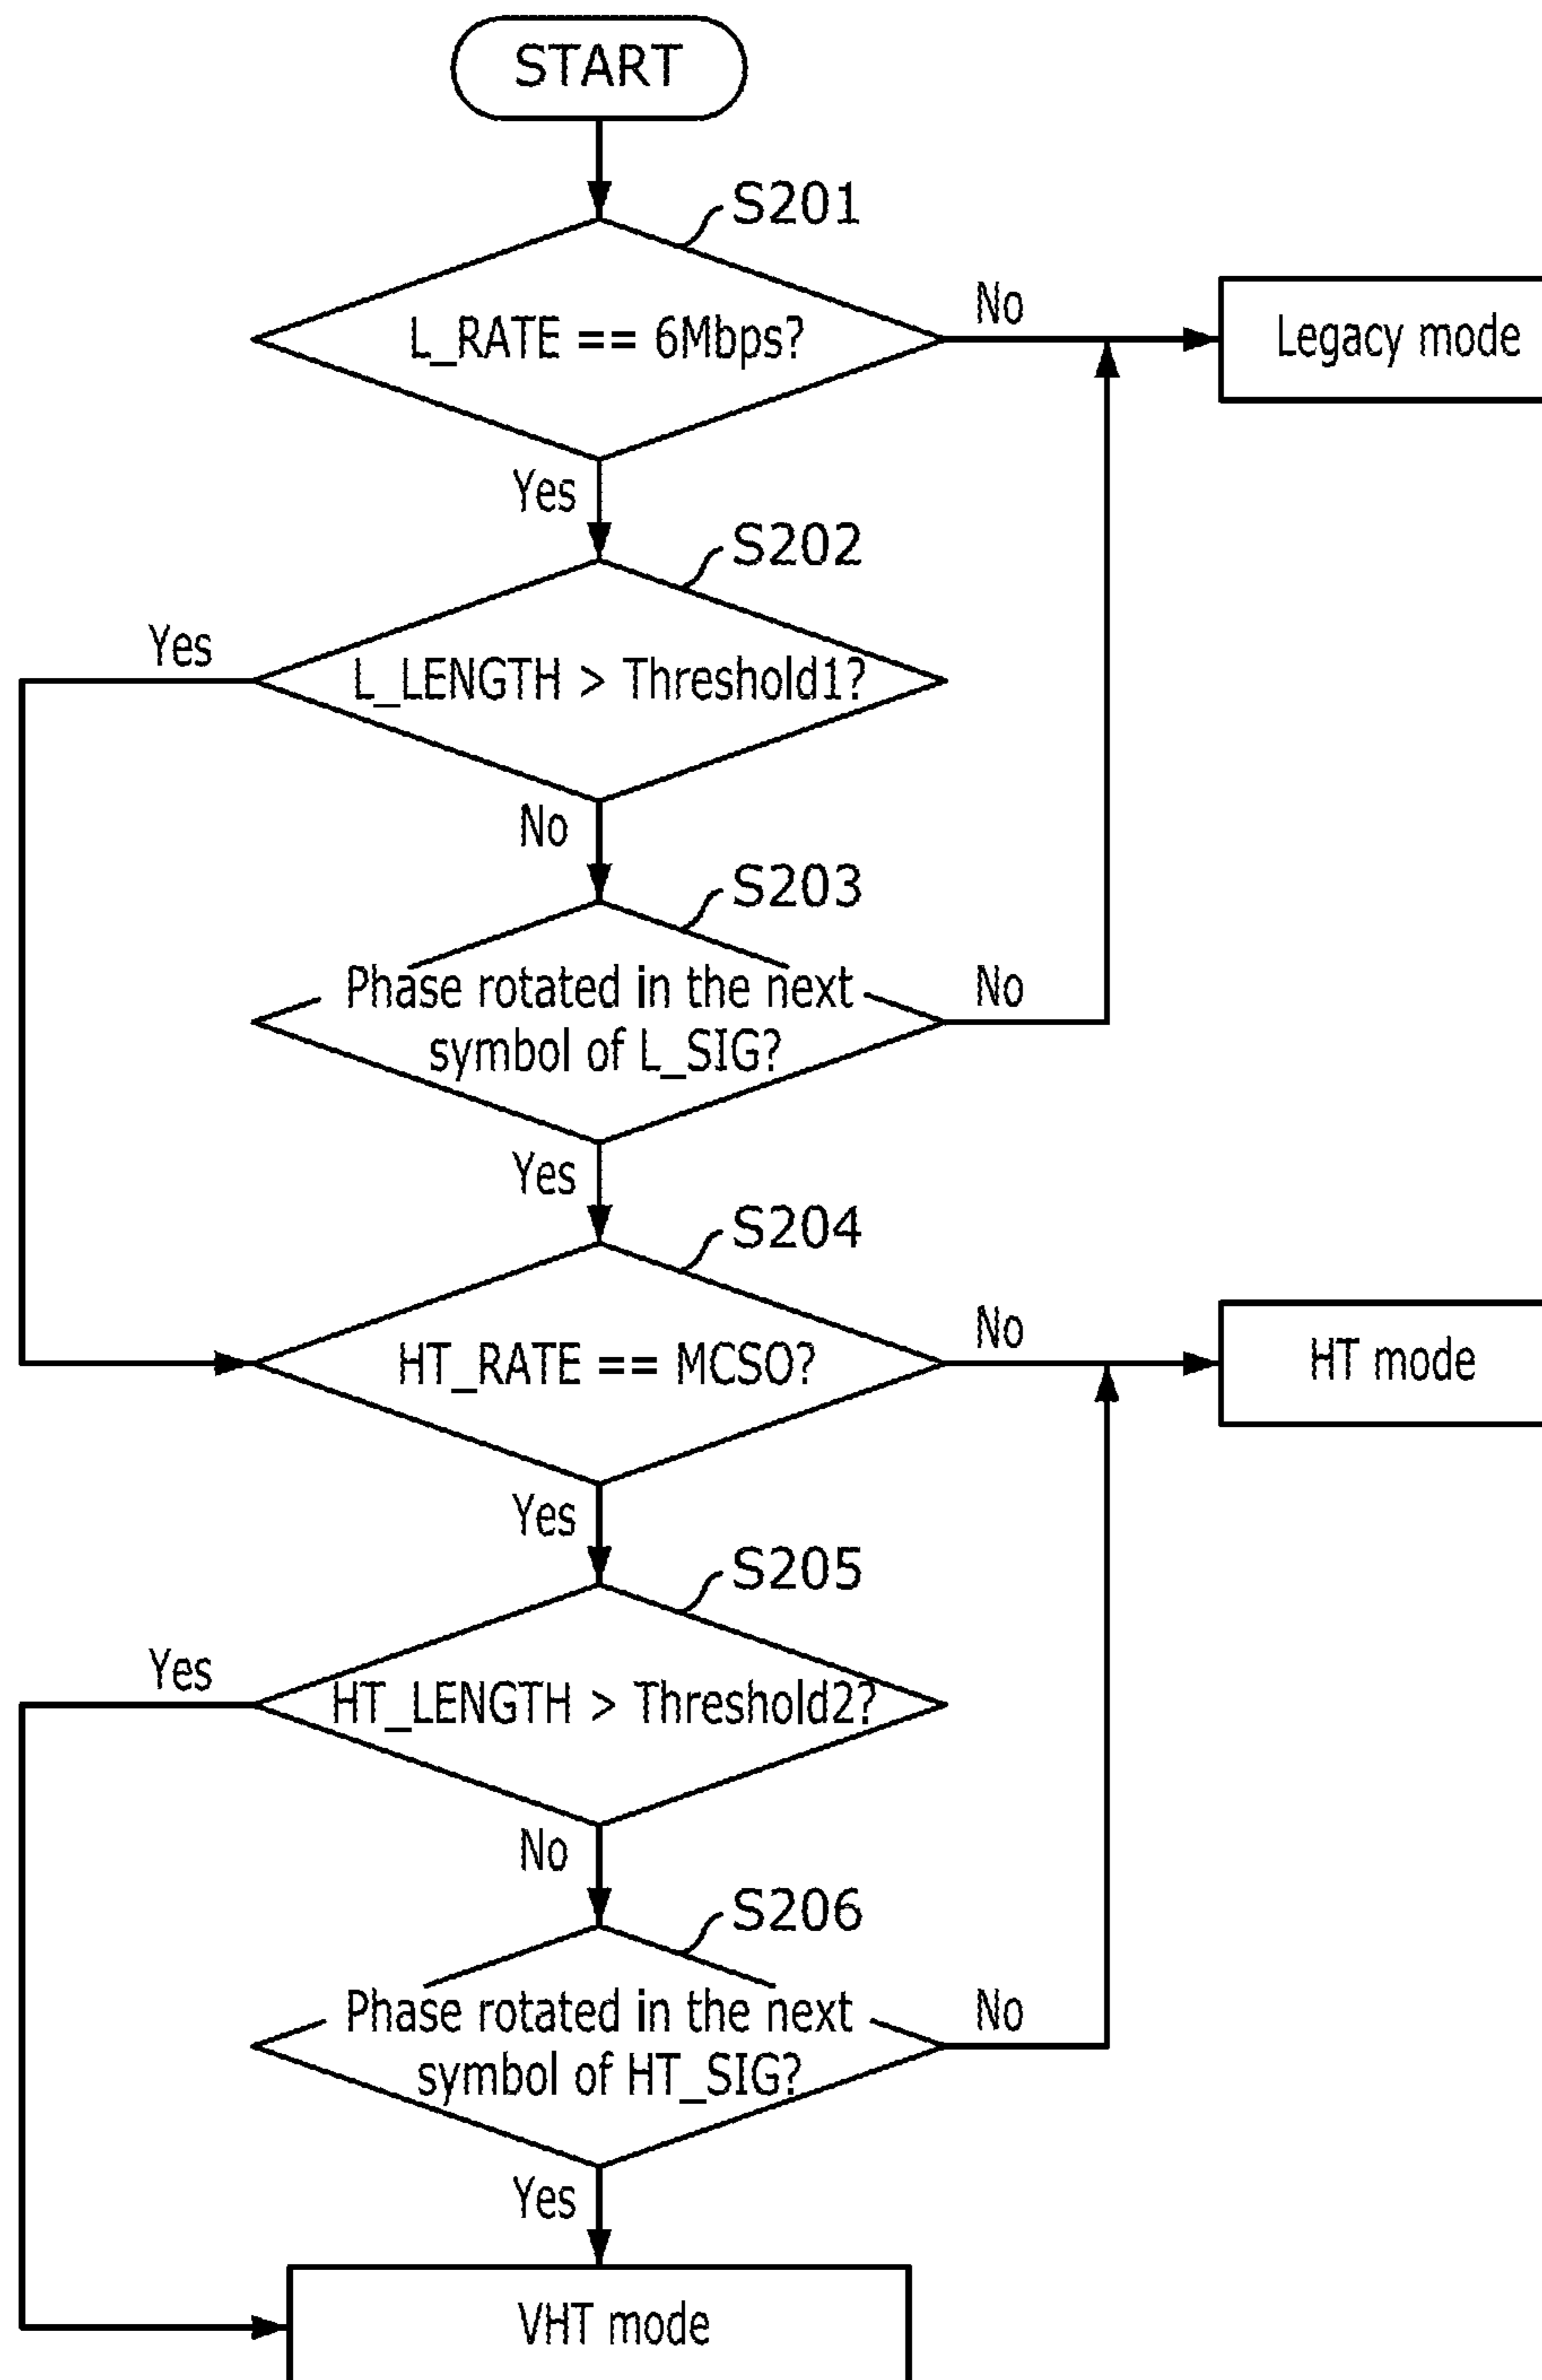 START
S201
L_RATE == 6Mbps?
No
Legacy mode
Yes
S202
Yes
L_LENGTH > Threshold1?
No
S203
Phase rotated in the next
symbol of L_SIG?
No
Yes
S204
HT_RATE == MCSO?
No
HT mode
Yes
S205
Yes
HT_LENGTH > Threshold2?
No
S206
Phase rotated in the next
symbol of HT_SIG?
No
Yes
VHT mode